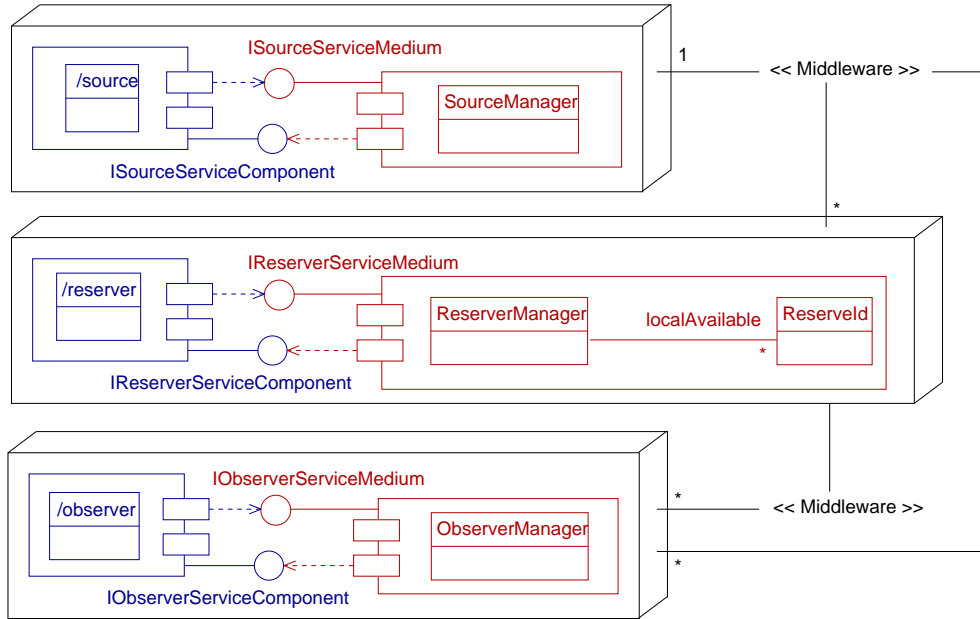 ISourceServiceMedium
1
<< Middleware >>
/source
SourceManager
ISourceServiceComponent
*
IReserverServiceMedium
/reserver
ReserverManager
localAvailable
ReserveId
*
IReserverServiceComponent
IObserverServiceMedium
*
<< Middleware >>
/observer
ObserverManager
*
IObserverServiceComponent